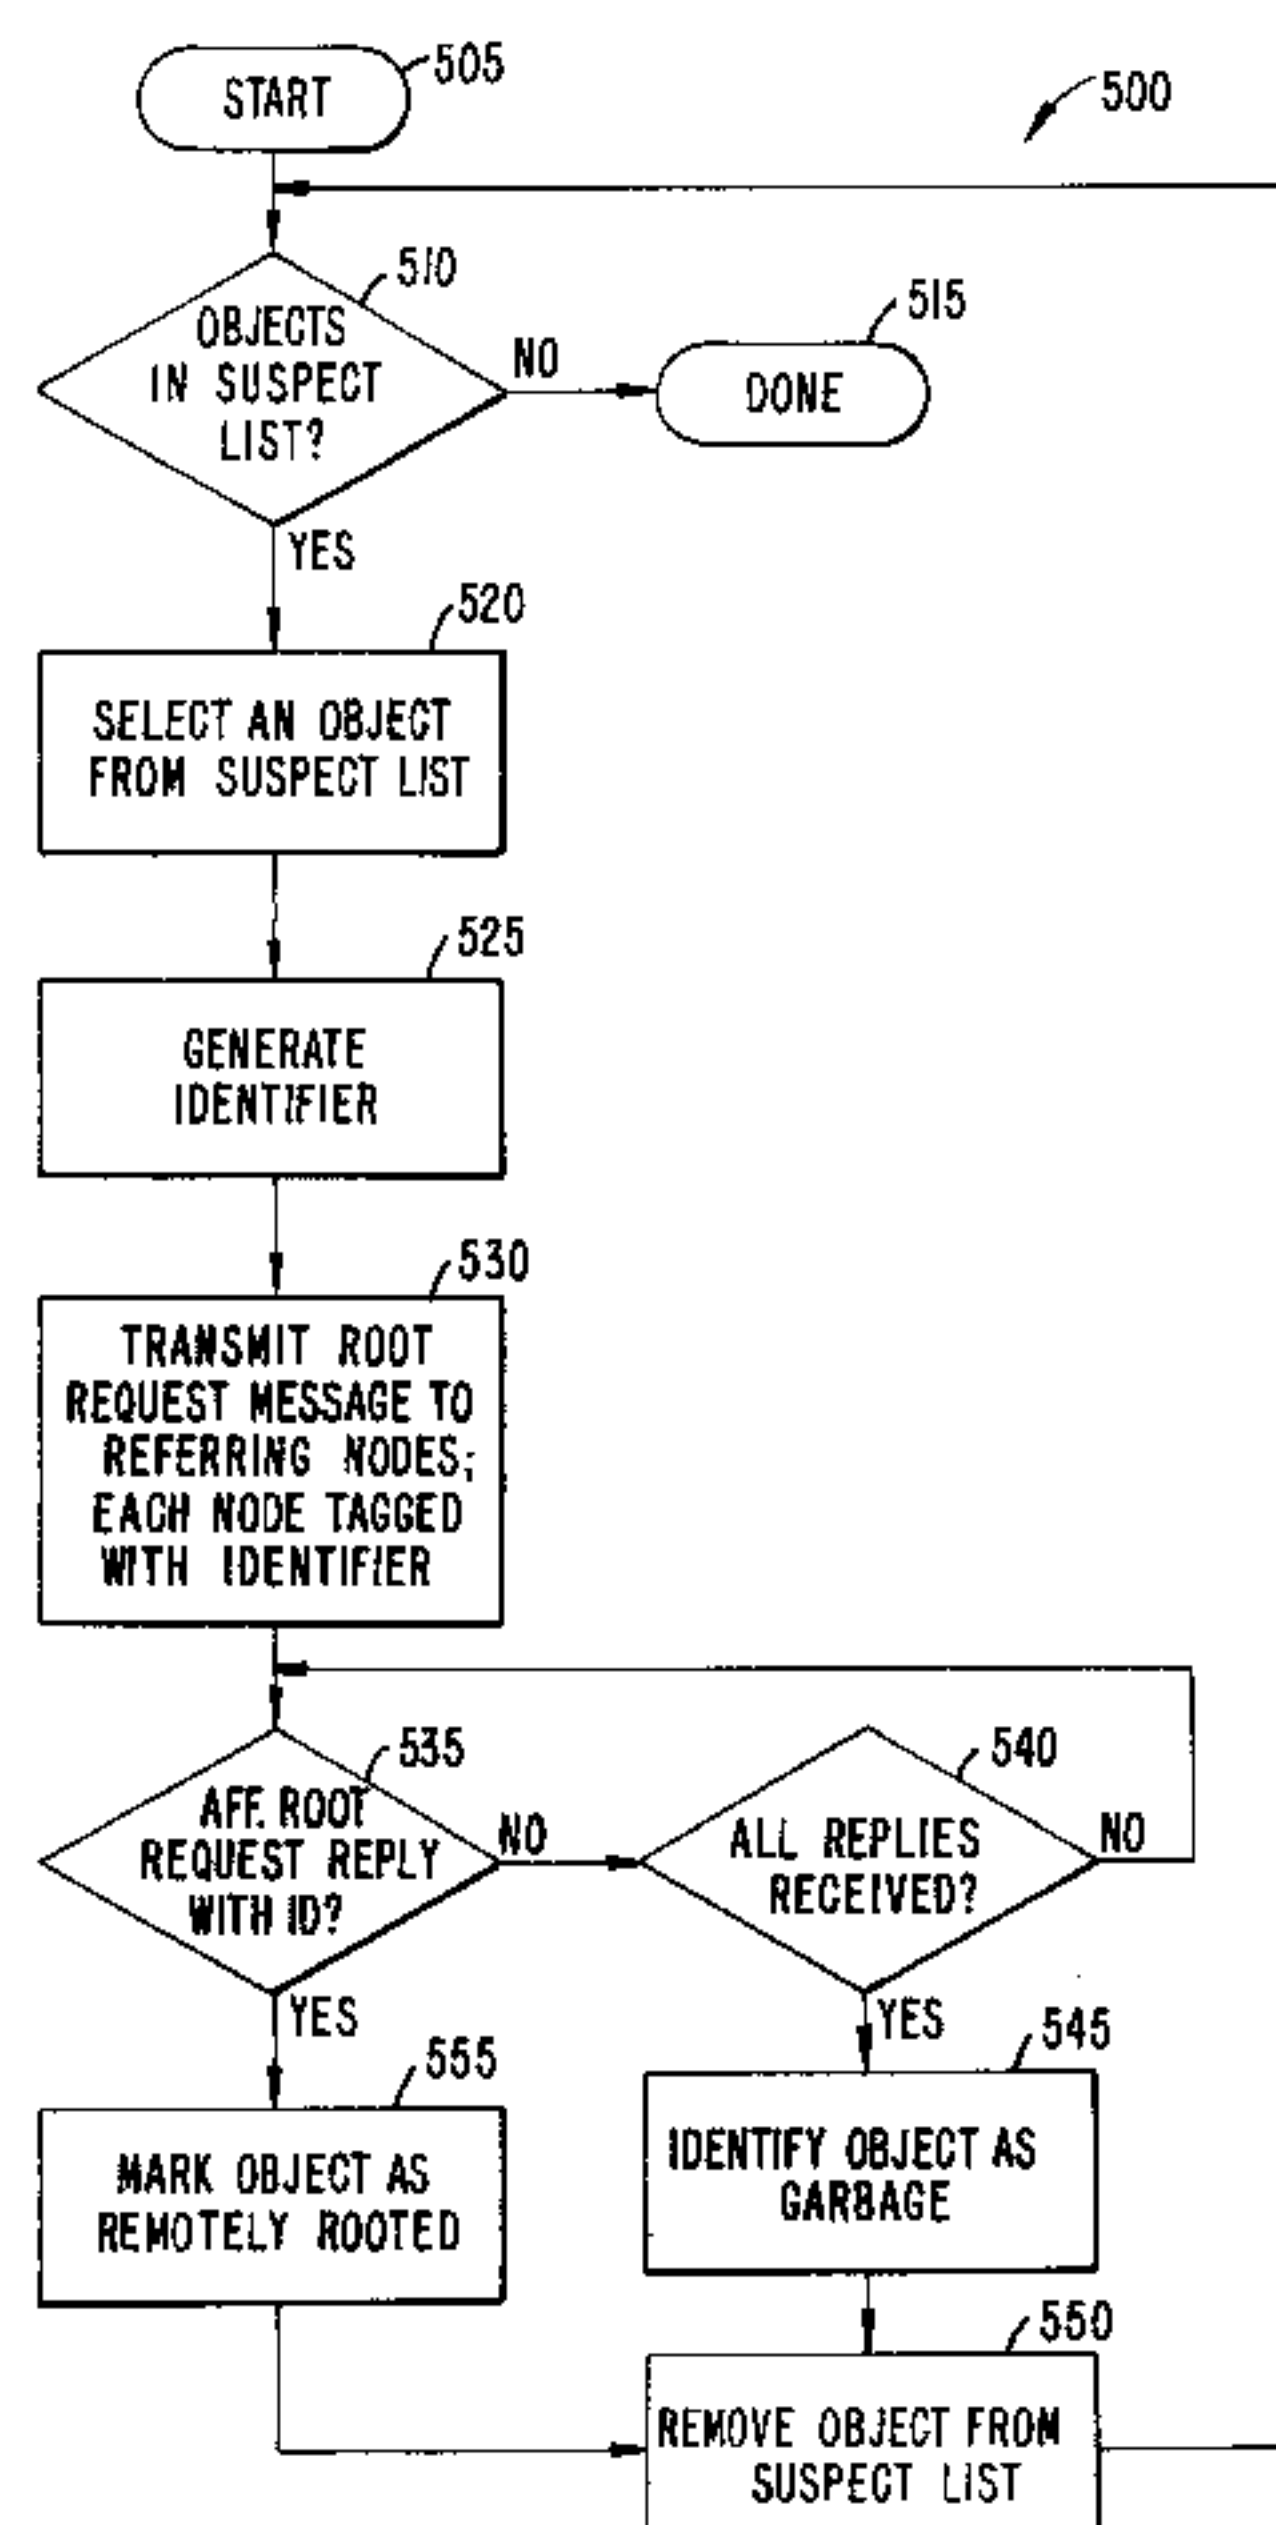 START
505
500
510
OBJECTS
IN SUSPECT
LIST?
NO
515
DONE
YES
520
SELECT AN OBJECT
FROM SUSPECT LIST
525
GENERATE
IDENTIFIER
530
TRANSMIT ROOT
REQUEST MESSAGE TO
REFERRING NODES;
EACH NODE TAGGED
WITH IDENTIFIER
535
AFF. ROOT
REQUEST REPLY
WITH ID?
NO
540
ALL REPLIES
RECEIVED?
NO
YES
YES
555
MARK OBJECT AS
REMOTELY ROOTED
545
IDENTIFY OBJECT AS
GARBAGE
550
REMOVE OBJECT FROM
SUSPECT LIST